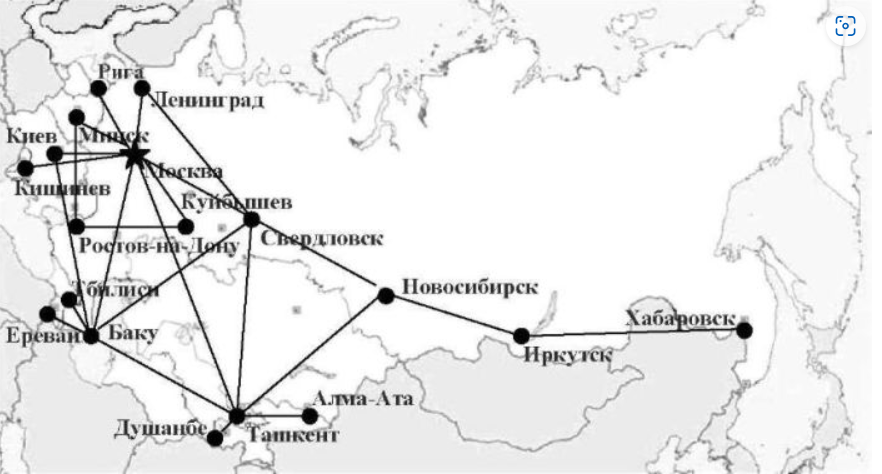 Рига
Ленинград
Киев
Минск
Москва
Кишинев
Куйбышев
Ростов-на-Дону
Свердловск
Тбилиси
Новосибирск
Ереван
Баку
Хабаровск
Иркутск
Алма-Ата
Душанбе
Ташкент